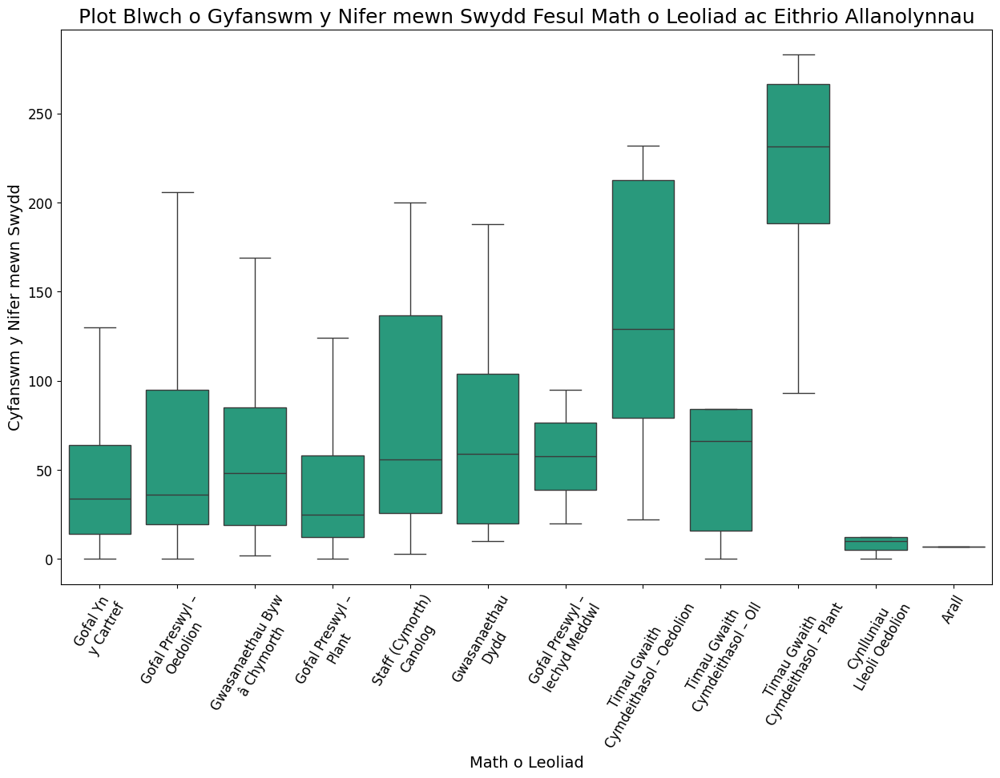 Plot Blwch o Gyfanswm y Nifer mewn Swydd Fesul Math o Leoliad ac Eithrio Allanolynnau
Cyfanswm y Nifer mewn Swydd
250
200
150
100
50
0
Gofal Yn
y Cartref
Gofal Preswyl –
Oedolion
Gwasanaethau Byw
â Chymorth
Gofal Preswyl –
Plant
Staff (Cymorth)
Canolog
Gwasanaethau
Dydd
Gofal Preswyl –
Iechyd Meddwl
Timau Gwaith
Cymdeithasol – Oedolion
Timau Gwaith
Cymdeithasol – Oll
Timau Gwaith
Cymdeithasol – Plant
Cynlluniau
Lleoli Oedolion
Arall
Math o Leoliad